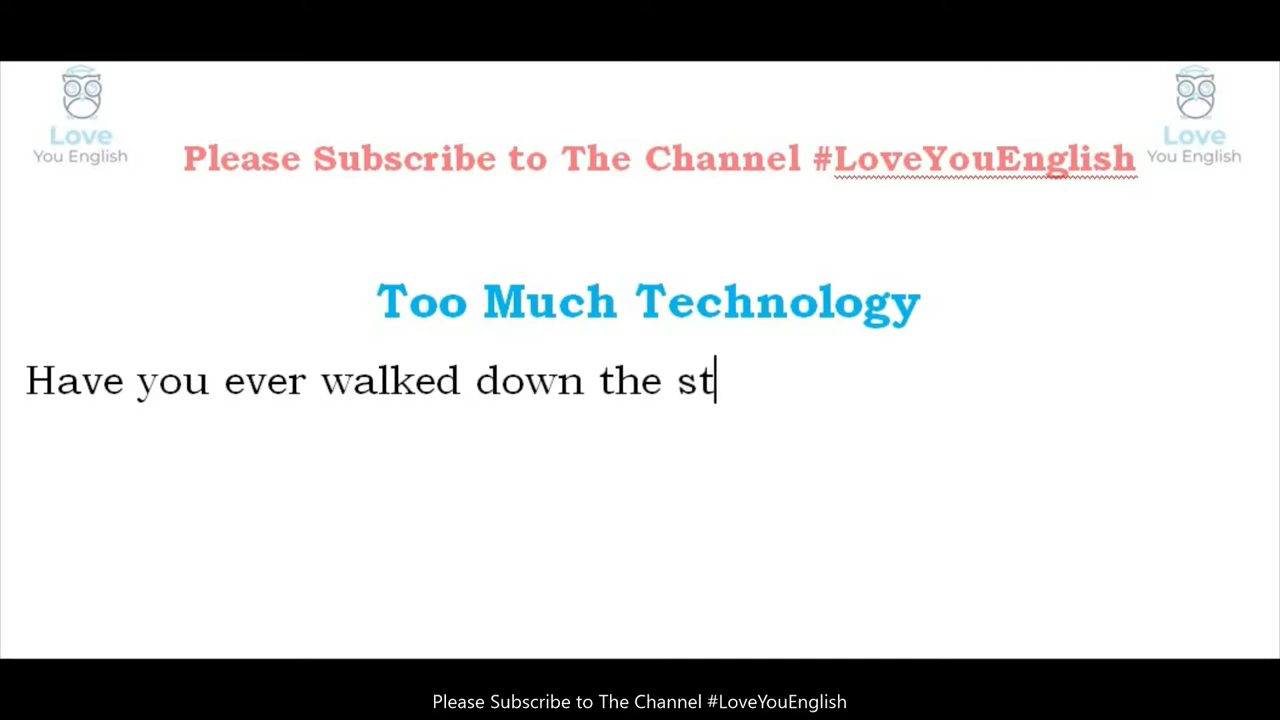 Love
You English
Please Subscribe to The Channel #LoveYouEnglish
Love
You English
Too Much Technology
Have you ever walked down the st
Please Subscribe to The Channel #LoveYouEnglish